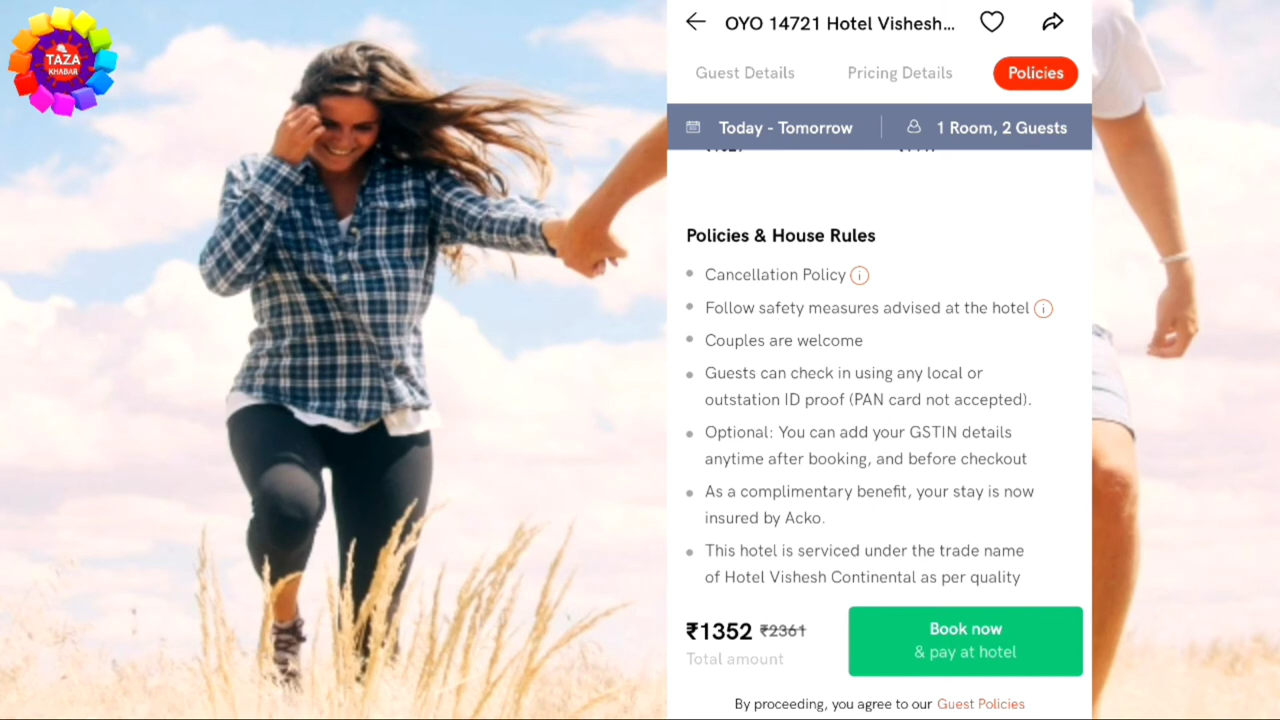 TAZA
KHABAR
OYO 14721 Hotel Vishesh...
Guest Details
Pricing Details
Policies
Today - Tomorrow
1 Room, 2 Guests
Policies & House Rules
Cancellation Policy
Follow safety measures advised at the hotel
Couples are welcome
Guests can check in using any local or
outstation ID proof (PAN card not accepted).
Optional: You can add your GSTIN details
anytime after booking, and before checkout
As a complimentary benefit, your stay is now
insured by Acko.
This hotel is serviced under the trade name
of Hotel Vishesh Continental as per quality
₹1352 ₹2361
Total amount
Book now
& pay at hotel
By proceeding, you agree to our Guest Policies